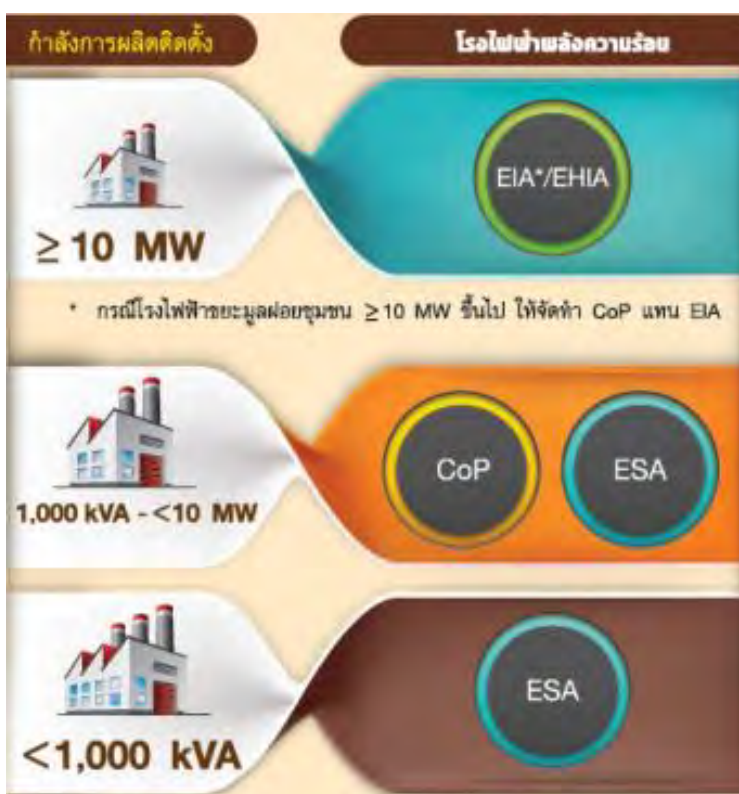 กำลังการผลิตติดตั้ง
โรงไฟฟ้าพลังความร้อน
≥ 10 MW
EIA*/EHIA
* กรณีโรงไฟฟ้าขยะมูลฝอยชุมชน ≥10 MW ขึ้นไป ให้จัดทำ CoP แทน EIA
1,000 kVA - <10 MW
CoP
ESA
<1,000 kVA
ESA